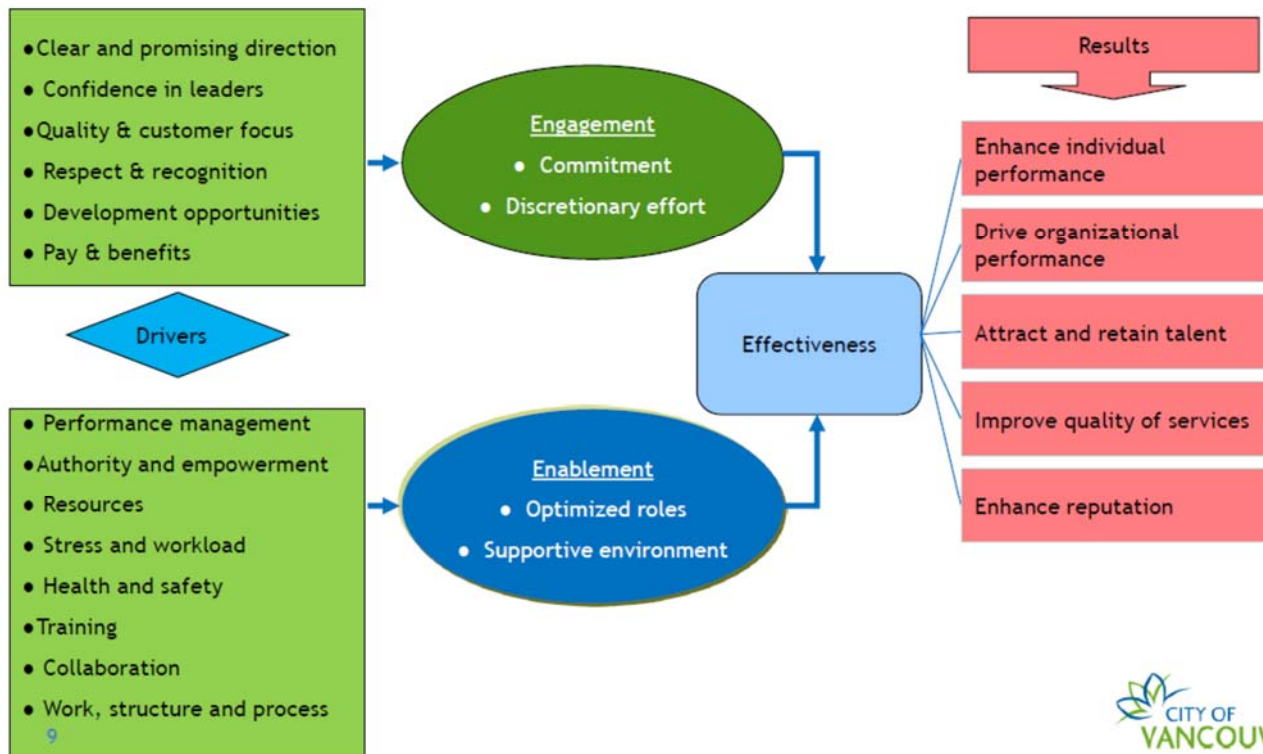 ●Clear and promising direction
● Confidence in leaders
●Quality & customer focus
● Respect & recognition
● Development opportunities
● Pay & benefits
Drivers
● Performance management
●Authority and empowerment
● Resources
● Stress and workload
● Health and safety
●Training
● Collaboration
● Work, structure and process
9
Engagement
● Commitment
● Discretionary effort
Enablement
● Optimized roles
● Supportive environment
Effectiveness
Results
Enhance individual
performance
Drive organizational
performance
Attract and retain talent
Improve quality of services
Enhance reputation
CITY OF
VANCOUV